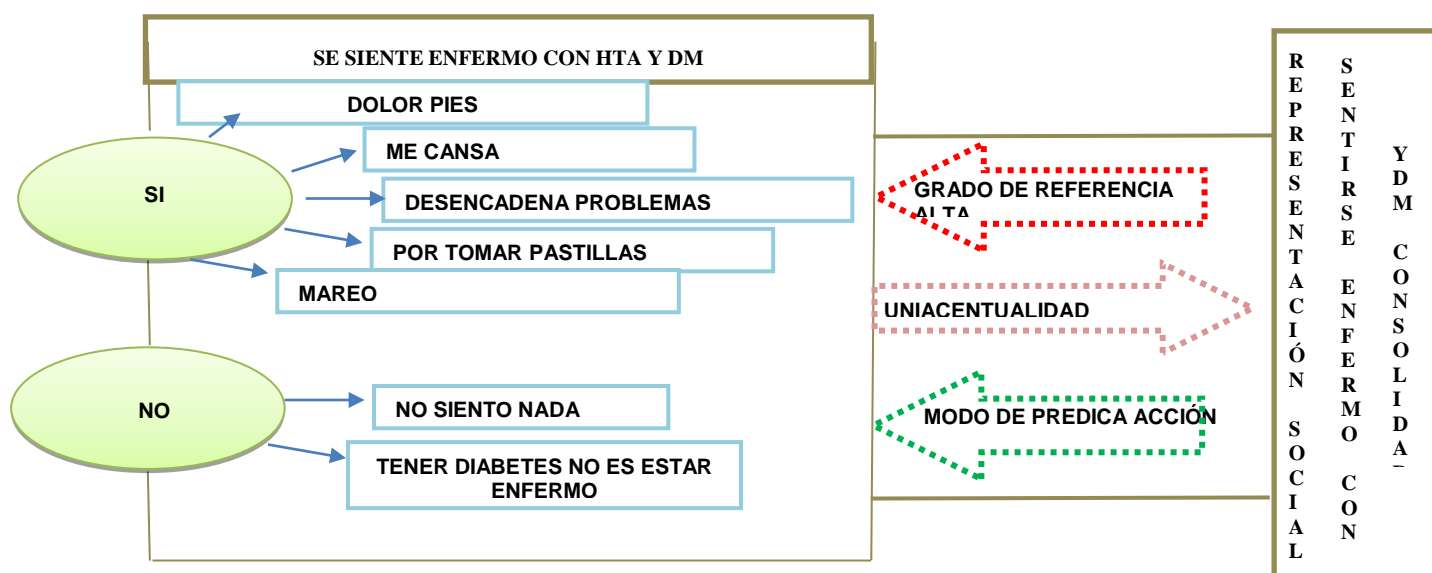 SE SIENTE ENFERMO CON HTA Y DM
DOLOR PIES
ME CANSA
SI
DESENCADENA PROBLEMAS
POR TOMAR PASTILLAS
MAREO
NO
NO SIENTO NADA
TENER DIABETES NO ES ESTAR
ENFERMO
GRADO DE REFERENCIA
ALTA
UNIACENTUALIDAD
MODO DE PREDICA ACCIÓN
REPRESENTACIÓN SOCIAL
SENTIRSE ENFERMO CON
YDM CONSOLIDA